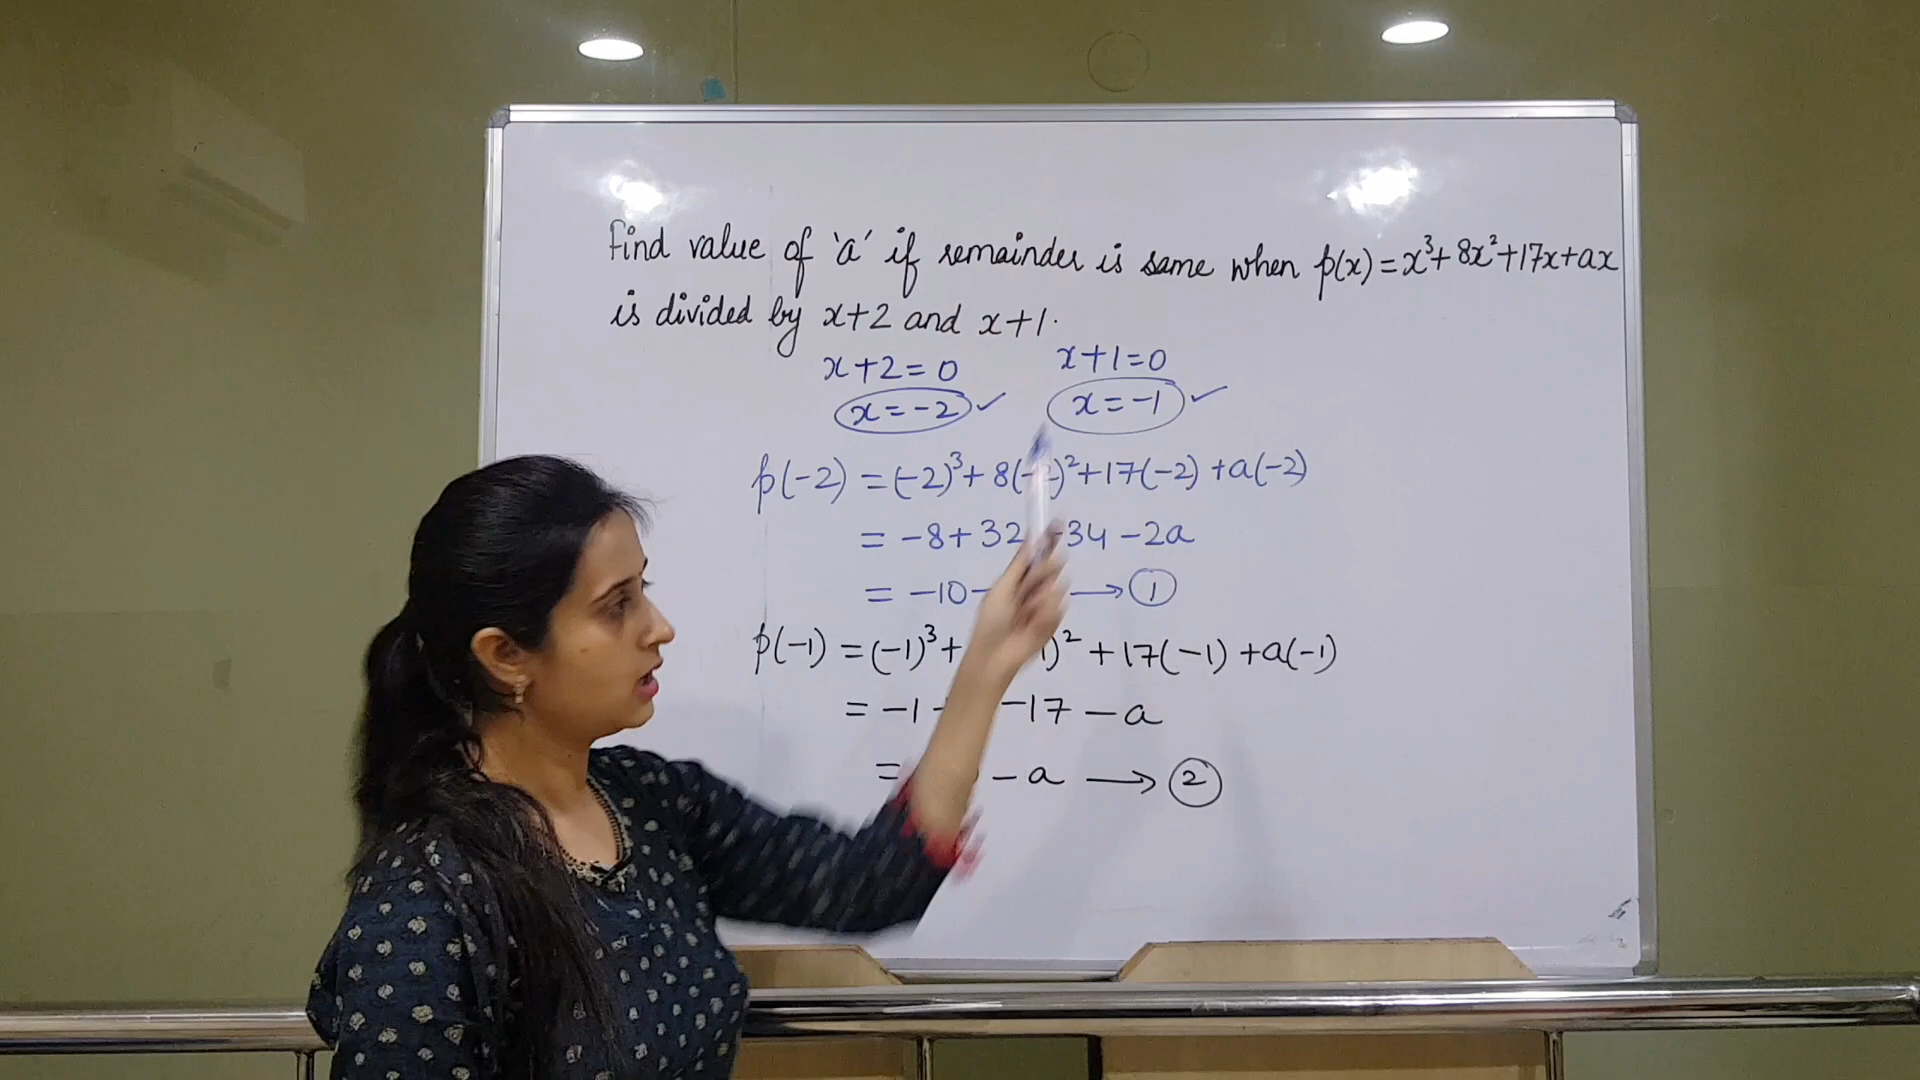 Find value of 'a' if remainder is same when p(x) = x³+8x²+17x+ax
is divided by x+2 and x+1.
x+2=0 x+1=0
x=-2 ✓ x=-1 ✓
p(-2) = (-2)³+8( )²+17(-2)+a(-2)
= -8+32 -34-2a
= -10- → ①
p(-1) = (-1)³+ )²+17(-1)+a(-1)
= -1 -17-a
= -a → ②